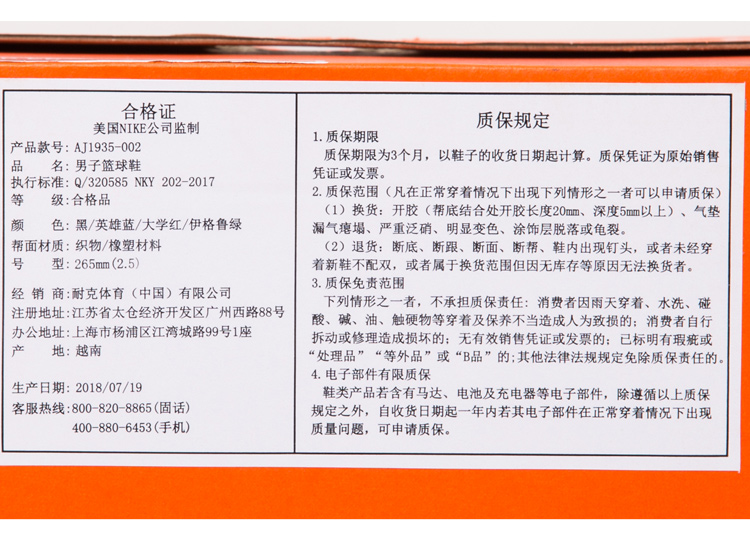 合格证
美国NIKE公司监制
产品款号: AJ1935-002
品 名: 男子篮球鞋
执行标准: Q/320585 NKY 202-2017
等 级: 合格品
颜 色: 黑/英雄蓝/大学红/伊格鲁绿
帮面材质: 织物/橡塑材料
号 型: 265mm(2.5)
经 销 商: 耐克体育（中国）有限公司
注册地址: 江苏省太仓经济开发区广州西路88号
办公地址: 上海市杨浦区江湾城路99号1座
产 地: 越南
生产日期: 2018/07/19
客服热线: 800-820-8865(固话)
400-880-6453(手机)
质保规定
1. 质保期限
质保期限为3个月，以鞋子的收货日期起计算。质保凭证为原始销售
凭证或发票。
2. 质保范围（凡在正常穿着情况下出现下列情形之一者可以申请质保）
（1）换货: 开胶（帮底结合处开胶长度20mm、深度5mm以上）、气垫
漏气瘪塌、严重泛硝、明显变色、涂饰层脱落或龟裂。
（2）退货: 断底、断跟、断面、断帮、鞋内出现钉头，或者未经穿
着新鞋不配双，或者属于换货范围但因无库存等原因无法换货者。
3. 质保免责范围
下列情形之一者，不承担质保责任: 消费者因雨天穿着、水洗、碰
酸、碱、油、触硬物等穿着及保养不当造成人为致损的; 消费者自行
拆动或修理造成损坏的; 无有效销售凭证或发票的; 已标明有瑕疵或
“处理品”“等外品”或“B品”的; 其他法律法规规定免除质保责任的。
4. 电子部件有限质保
鞋类产品若含有马达、电池及充电器等电子部件，除遵循以上质保
规定之外，自收货日期起一年内若其电子部件在正常穿着情况下出现
质量问题，可申请质保。